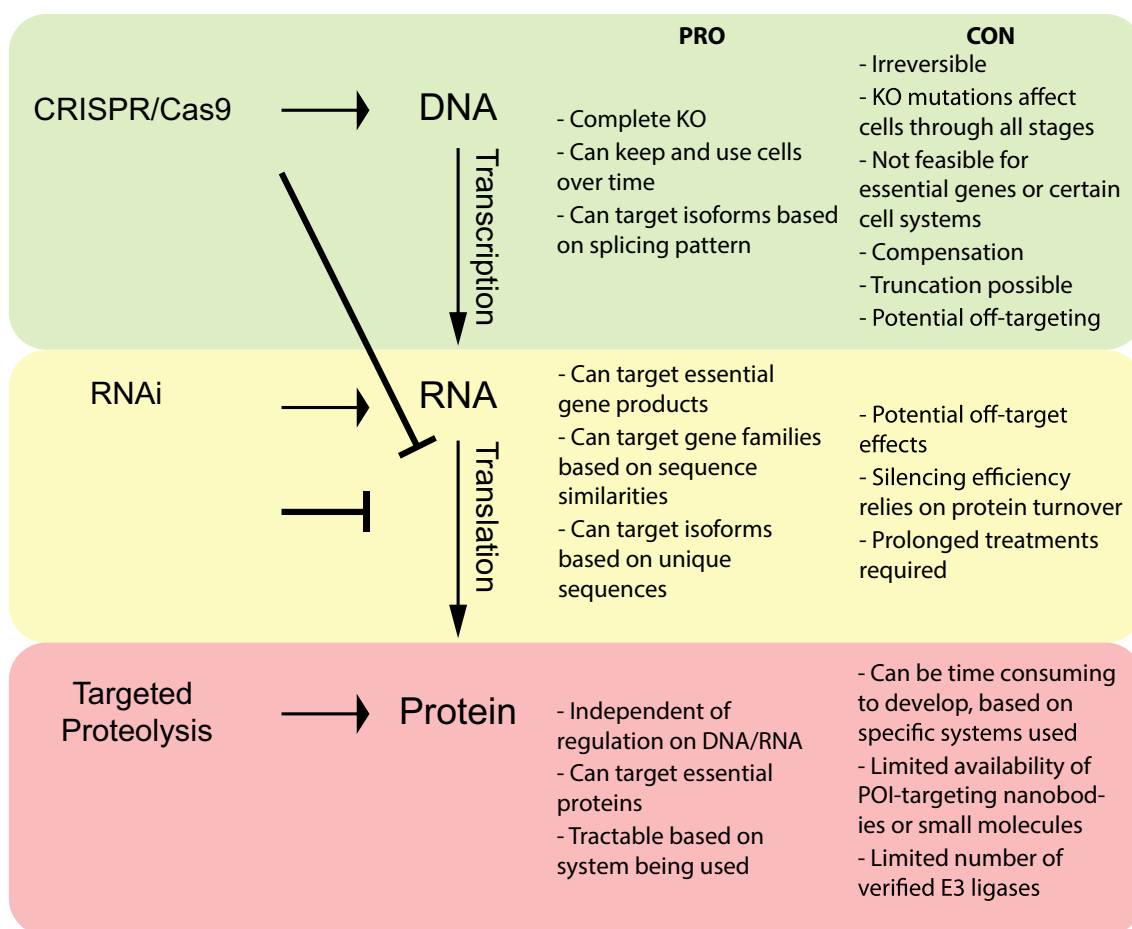 PRO
CON
CRISPR/Cas9
DNA
Transcription
- Complete KO
- Can keep and use cells
over time
- Can target isoforms based
on splicing pattern
- Irreversible
- KO mutations affect
cells through all stages
- Not feasible for
essential genes or certain
cell systems
- Compensation
- Truncation possible
- Potential off-targeting
RNAi
RNA
Translation
- Can target essential
gene products
- Can target gene families
based on sequence
similarities
- Can target isoforms
based on unique
sequences
- Potential off-target
effects
- Silencing efficiency
relies on protein turnover
- Prolonged treatments
required
Targeted
Proteolysis
Protein
- Independent of
regulation on DNA/RNA
- Can target essential
proteins
- Tractable based on
system being used
- Can be time consuming
to develop, based on
specific systems used
- Limited availability of
POI-targeting nanobod-
ies or small molecules
- Limited number of
verified E3 ligases